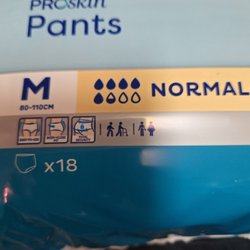 PROskin
Pants
M
80-110CM
NORMAL
x18